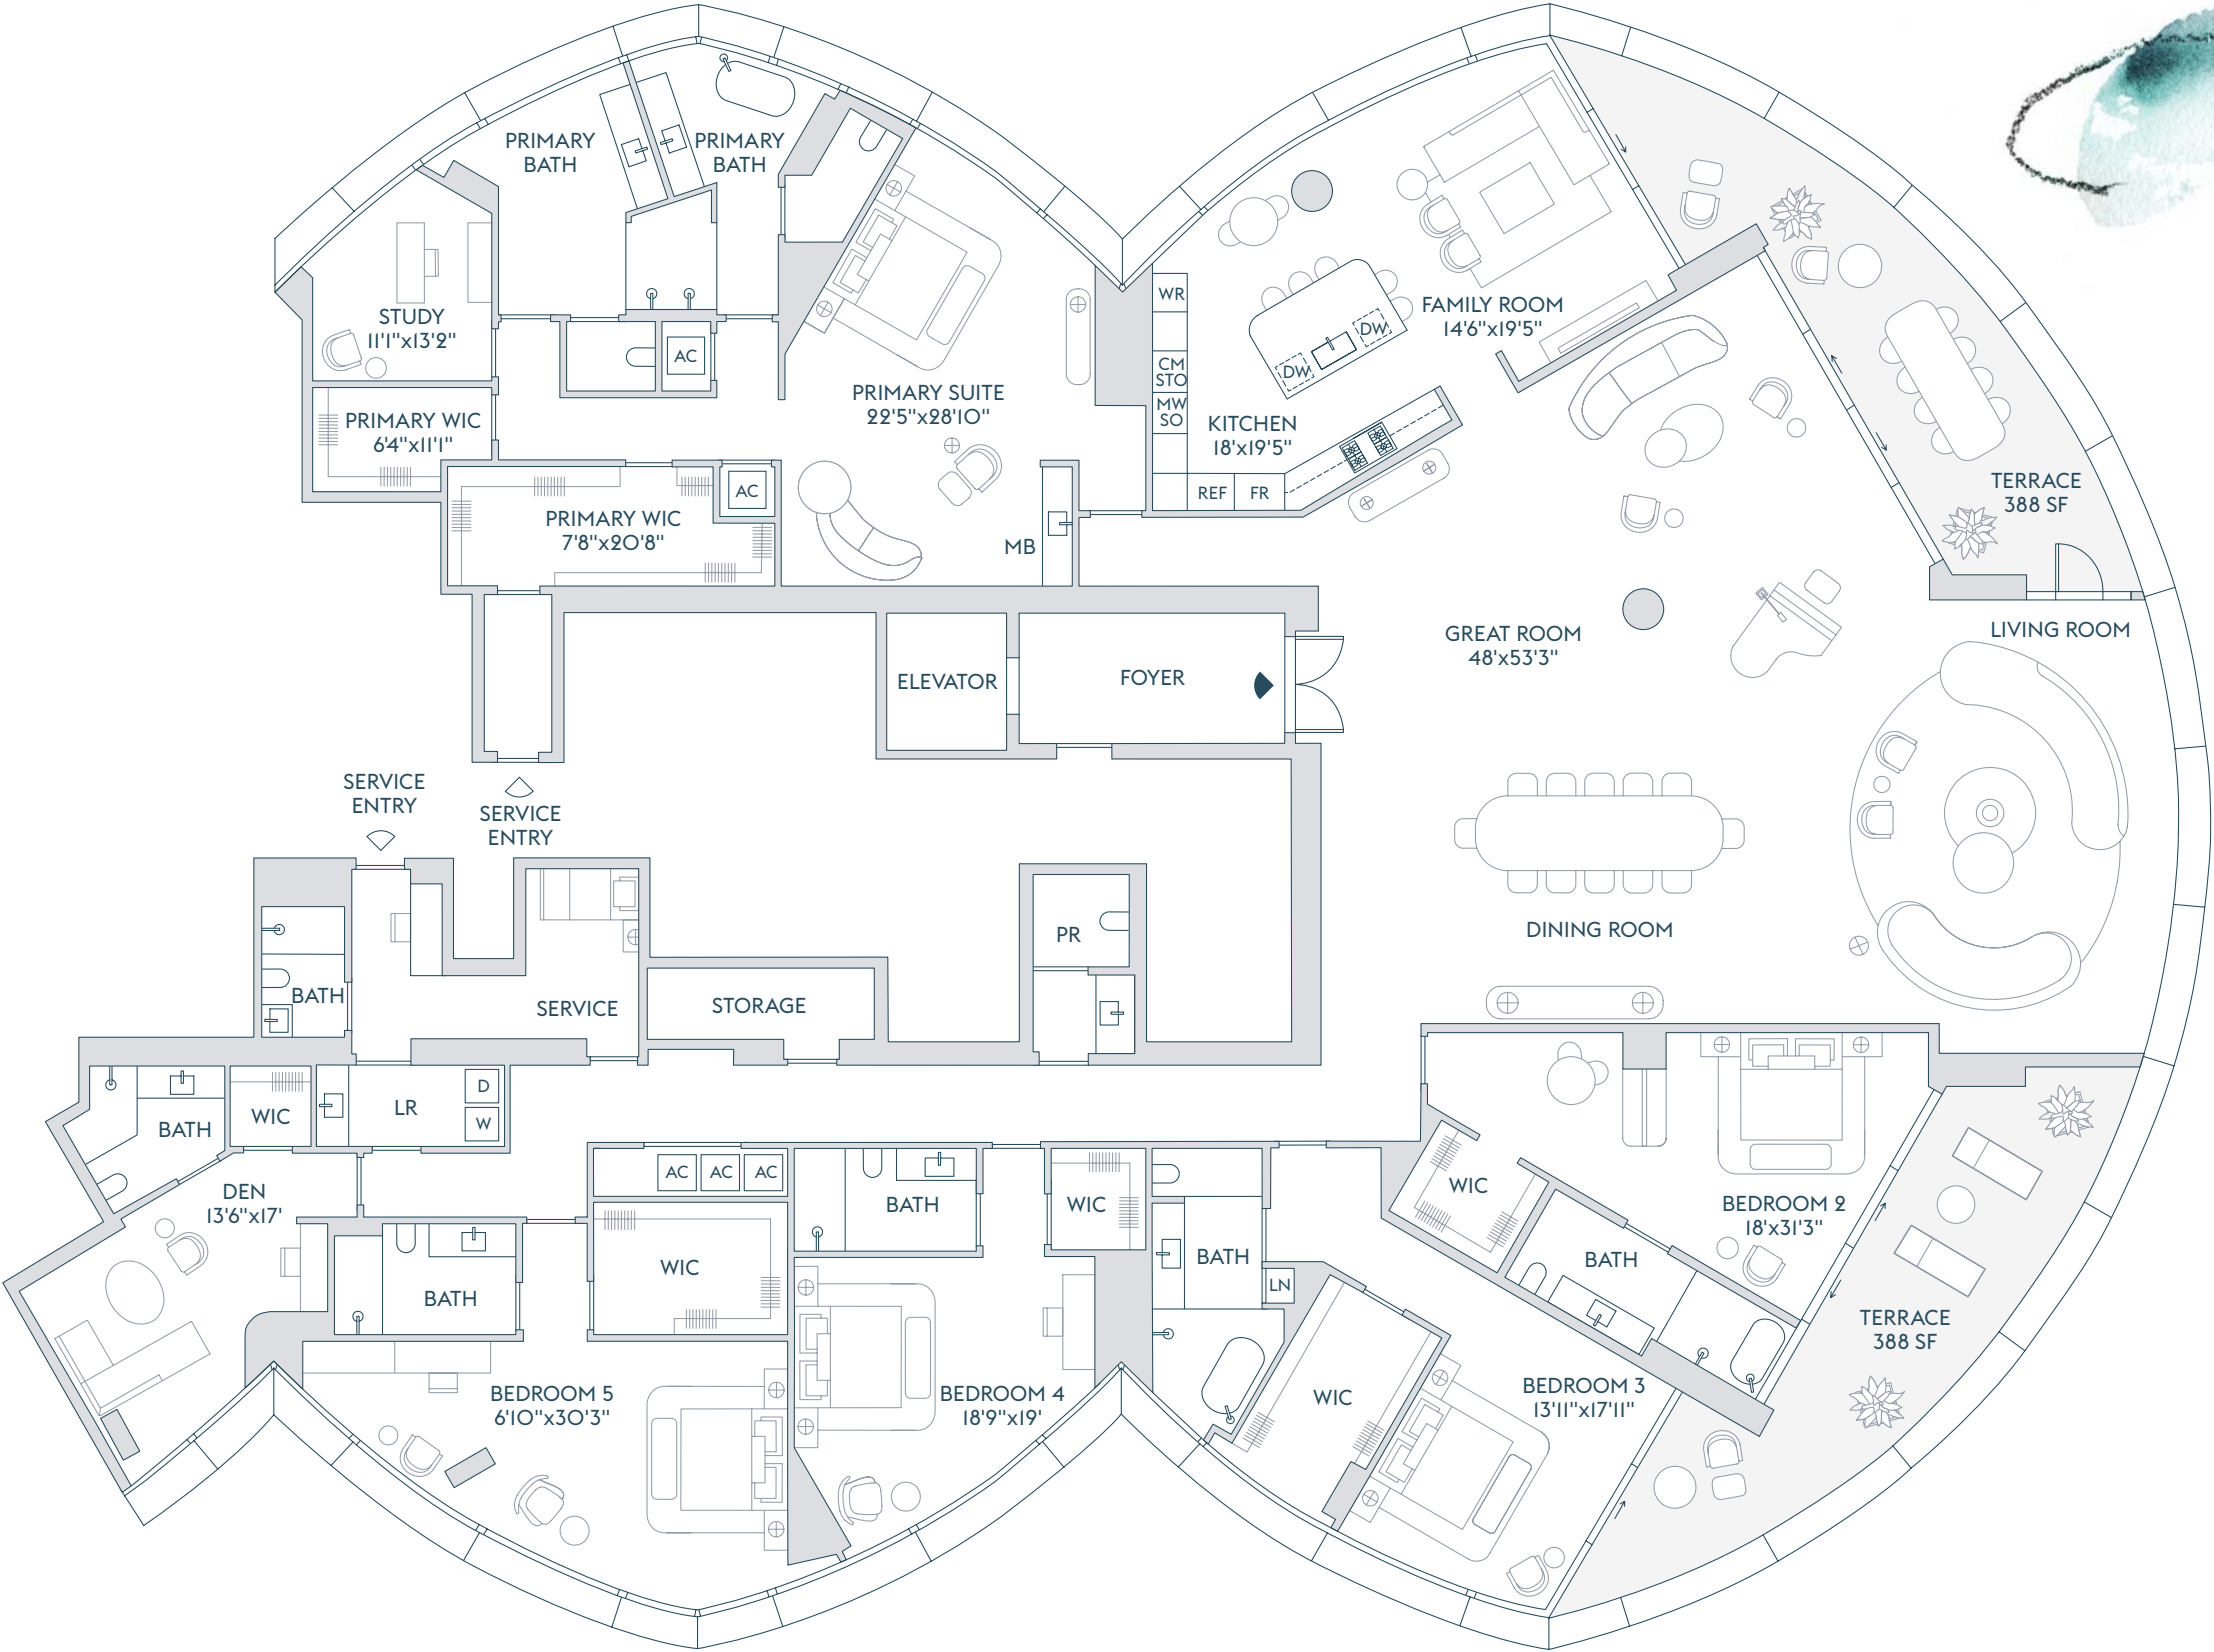 PRIMARY
BATH
PRIMARY
BATH
STUDY
11'1"x13'2"
AC
PRIMARY WIC
6'4"x11'1"
PRIMARY SUITE
22'5"x28'10"
PRIMARY WIC
7'8"x20'8"
AC
MB
WR
CM
STO
MW
SO
REF
FR
KITCHEN
18'x19'5"
DW
DW
FAMILY ROOM
14'6"x19'5"
TERRACE
388 SF
ELEVATOR
FOYER
GREAT ROOM
48'x53'3"
LIVING ROOM
SERVICE
ENTRY
SERVICE
ENTRY
DINING ROOM
PR
BATH
SERVICE
STORAGE
BATH
WIC
LR
D
W
DEN
13'6"x17'
AC
AC
AC
BATH
WIC
BATH
WIC
BATH
LN
WIC
WIC
BATH
BEDROOM 2
18'x31'3"
TERRACE
388 SF
BEDROOM 5
6'10"x30'3"
BEDROOM 4
18'9"x19'
BEDROOM 3
13'11"x17'11"